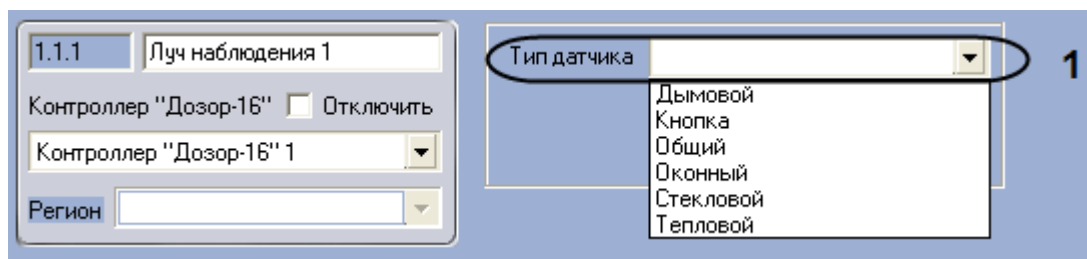 1.1.1 Луч наблюдения 1
Контроллер "Дозор-16" Отключить
Контроллер "Дозор-16" 1
Регион
Тип датчика
Дымовой
Кнопка
Общий
Оконный
Стекловой
Тепловой
1